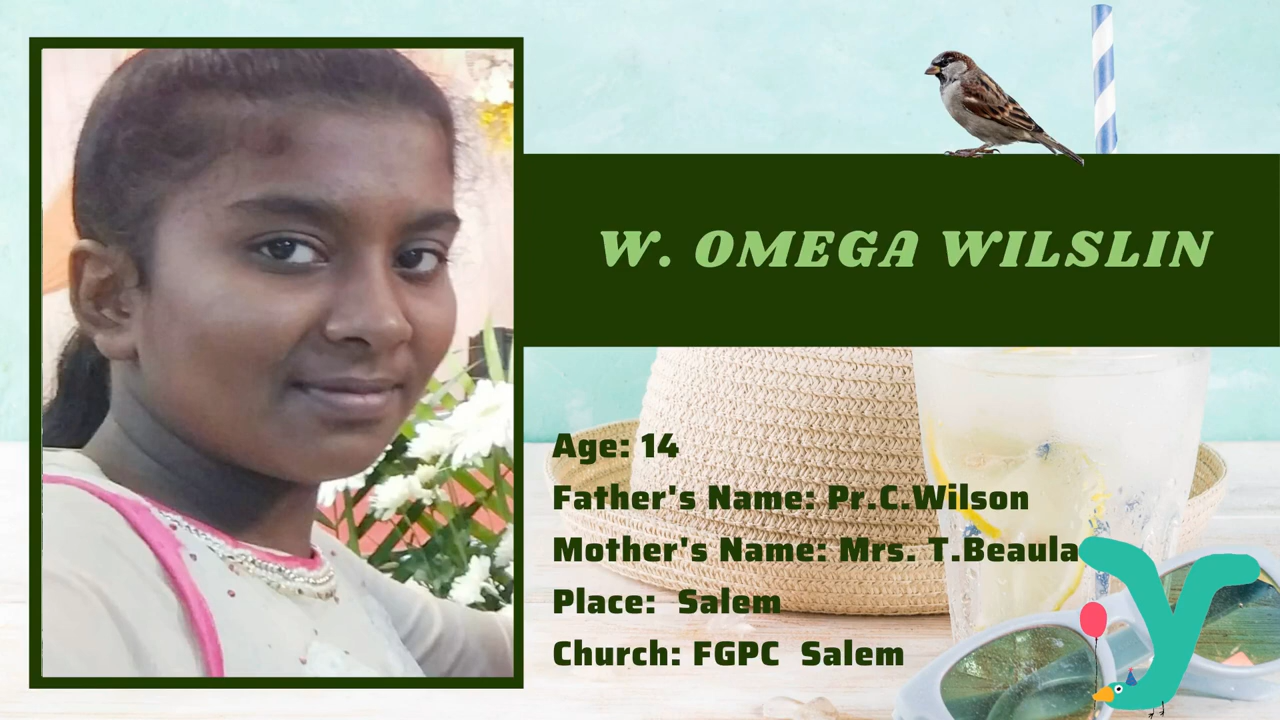 W. OMEGA WILSLIN
Age: 14
Father's Name: Pr.C.Wilson
Mother's Name: Mrs. T.Beaula
Place: Salem
Church: FGPC Salem